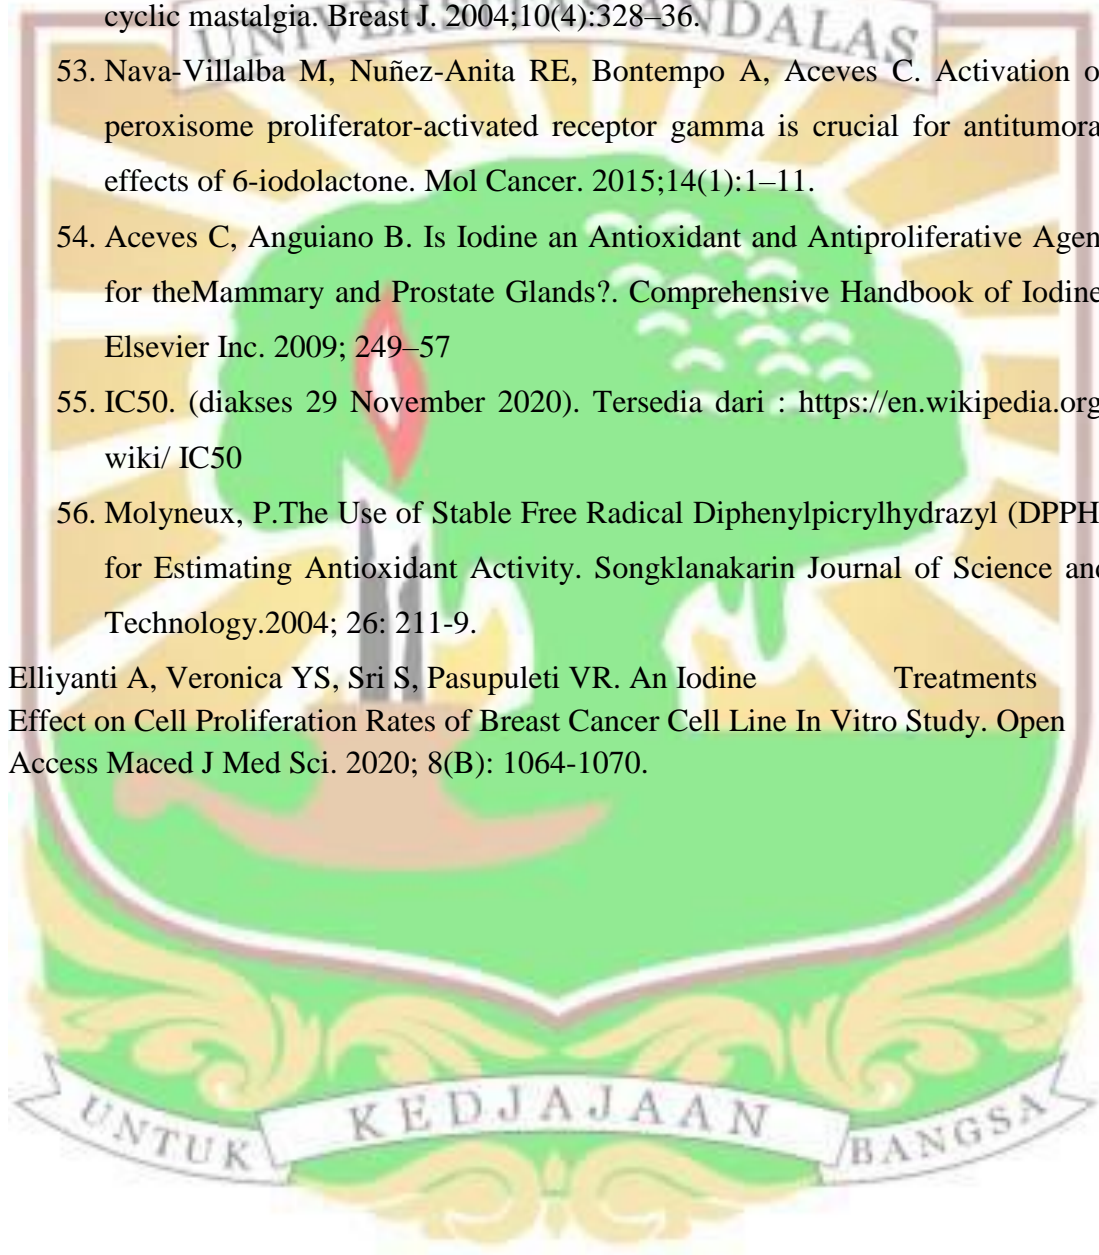 cyclic mastalgia. Breast J. 2004;10(4):328–36.
53. Nava-Villalba M, Nuñez-Anita RE, Bontempo A, Aceves C. Activation o
peroxisome proliferator-activated receptor gamma is crucial for antitumora
effects of 6-iodolactone. Mol Cancer. 2015;14(1):1–11.
54. Aceves C, Anguiano B. Is Iodine an Antioxidant and Antiproliferative Agen
for theMammary and Prostate Glands?. Comprehensive Handbook of Iodine
Elsevier Inc. 2009; 249–57
55. IC50. (diakses 29 November 2020). Tersedia dari : https://en.wikipedia.org
wiki/ IC50
56. Molyneux, P.The Use of Stable Free Radical Diphenylpicrylhydrazyl (DPPH
for Estimating Antioxidant Activity. Songklanakarin Journal of Science and
Technology.2004; 26: 211-9.
Elliyanti A, Veronica YS, Sri S, Pasupuleti VR. An Iodine Treatments
Effect on Cell Proliferation Rates of Breast Cancer Cell Line In Vitro Study. Open
Access Maced J Med Sci. 2020; 8(B): 1064-1070.
UNTUK KEDJAJAAN BANGSA